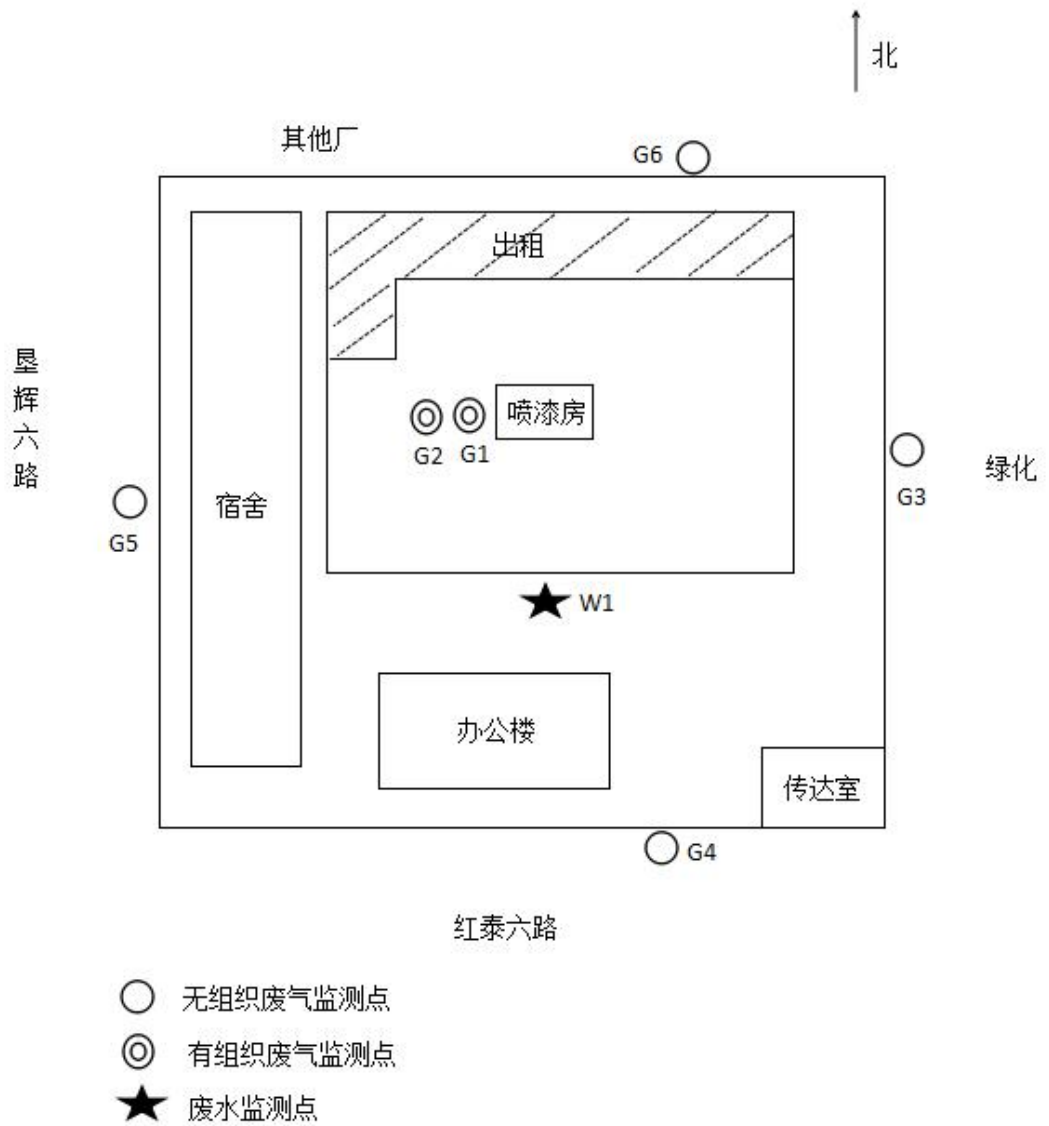 北
其他厂
G6
出租
垦辉六路
喷漆房
G2
G1
绿化
G3
宿舍
G5
W1
办公楼
传达室
G4
红泰六路
无组织废气监测点
有组织废气监测点
废水监测点